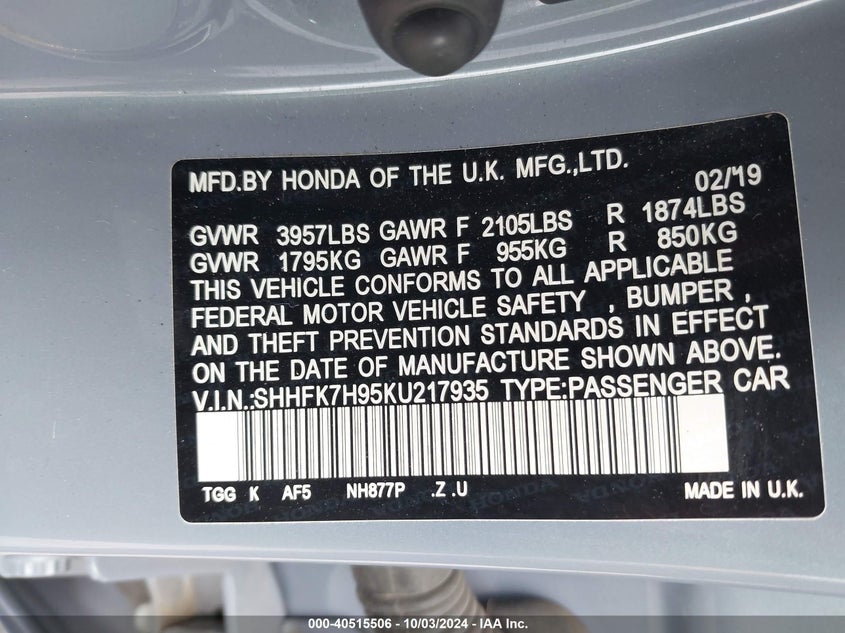 MFD.BY HONDA OF THE U.K. MFG.,LTD. 02/19
GVWR 3957LBS GAWR F 2105LBS R 1874LBS
GVWR 1795KG GAWR F 955KG R 850KG
THIS VEHICLE CONFORMS TO ALL APPLICABLE
FEDERAL MOTOR VEHICLE SAFETY , BUMPER ,
AND THEFT PREVENTION STANDARDS IN EFFECT
ON THE DATE OF MANUFACTURE SHOWN ABOVE.
V.I.N.:SHHFK7H95KU217935 TYPE:PASSENGER CAR
TGG K AF5 NH877P .Z .U MADE IN U.K.
HONDA
000-40515506 - 10/03/2024 - IAA Inc.